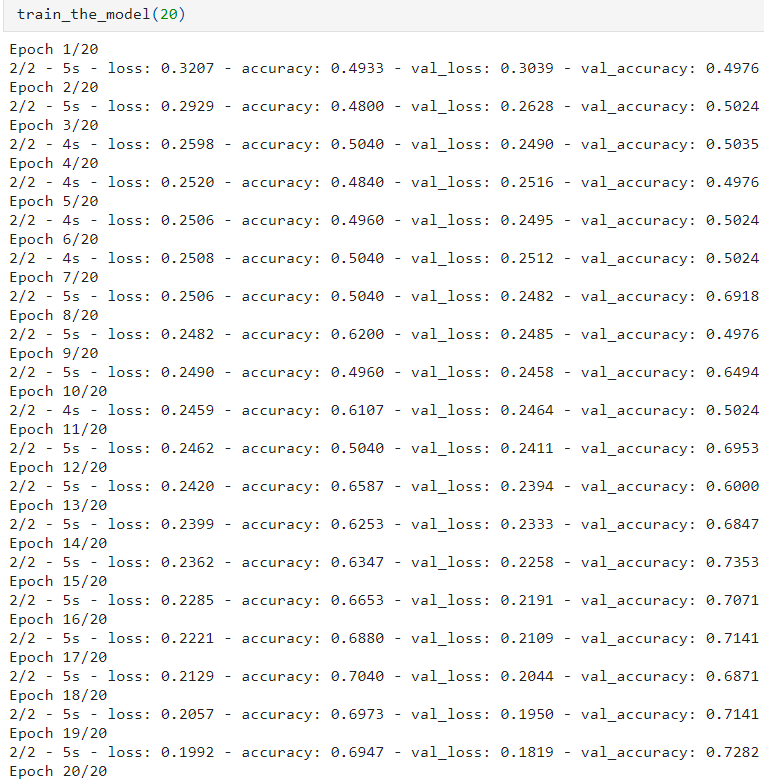 train_the_model(20)
Epoch 1/20
2/2 - 5s - loss: 0.3207 - accuracy: 0.4933 - val_loss: 0.3039 - val_accuracy: 0.4976
Epoch 2/20
2/2 - 5s - loss: 0.2929 - accuracy: 0.4800 - val_loss: 0.2628 - val_accuracy: 0.5024
Epoch 3/20
2/2 - 4s - loss: 0.2598 - accuracy: 0.5040 - val_loss: 0.2490 - val_accuracy: 0.5035
Epoch 4/20
2/2 - 4s - loss: 0.2520 - accuracy: 0.4840 - val_loss: 0.2516 - val_accuracy: 0.4976
Epoch 5/20
2/2 - 4s - loss: 0.2506 - accuracy: 0.4960 - val_loss: 0.2495 - val_accuracy: 0.5024
Epoch 6/20
2/2 - 4s - loss: 0.2508 - accuracy: 0.5040 - val_loss: 0.2512 - val_accuracy: 0.5024
Epoch 7/20
2/2 - 5s - loss: 0.2506 - accuracy: 0.5040 - val_loss: 0.2482 - val_accuracy: 0.6918
Epoch 8/20
2/2 - 5s - loss: 0.2482 - accuracy: 0.6200 - val_loss: 0.2485 - val_accuracy: 0.4976
Epoch 9/20
2/2 - 5s - loss: 0.2490 - accuracy: 0.4960 - val_loss: 0.2458 - val_accuracy: 0.6494
Epoch 10/20
2/2 - 4s - loss: 0.2459 - accuracy: 0.6107 - val_loss: 0.2464 - val_accuracy: 0.5024
Epoch 11/20
2/2 - 5s - loss: 0.2462 - accuracy: 0.5040 - val_loss: 0.2411 - val_accuracy: 0.6953
Epoch 12/20
2/2 - 5s - loss: 0.2420 - accuracy: 0.6587 - val_loss: 0.2394 - val_accuracy: 0.6000
Epoch 13/20
2/2 - 5s - loss: 0.2399 - accuracy: 0.6253 - val_loss: 0.2333 - val_accuracy: 0.6847
Epoch 14/20
2/2 - 5s - loss: 0.2362 - accuracy: 0.6347 - val_loss: 0.2258 - val_accuracy: 0.7353
Epoch 15/20
2/2 - 5s - loss: 0.2285 - accuracy: 0.6653 - val_loss: 0.2191 - val_accuracy: 0.7071
Epoch 16/20
2/2 - 5s - loss: 0.2221 - accuracy: 0.6880 - val_loss: 0.2109 - val_accuracy: 0.7141
Epoch 17/20
2/2 - 5s - loss: 0.2129 - accuracy: 0.7040 - val_loss: 0.2044 - val_accuracy: 0.6871
Epoch 18/20
2/2 - 5s - loss: 0.2057 - accuracy: 0.6973 - val_loss: 0.1950 - val_accuracy: 0.7141
Epoch 19/20
2/2 - 5s - loss: 0.1992 - accuracy: 0.6947 - val_loss: 0.1819 - val_accuracy: 0.7282
Epoch 20/20